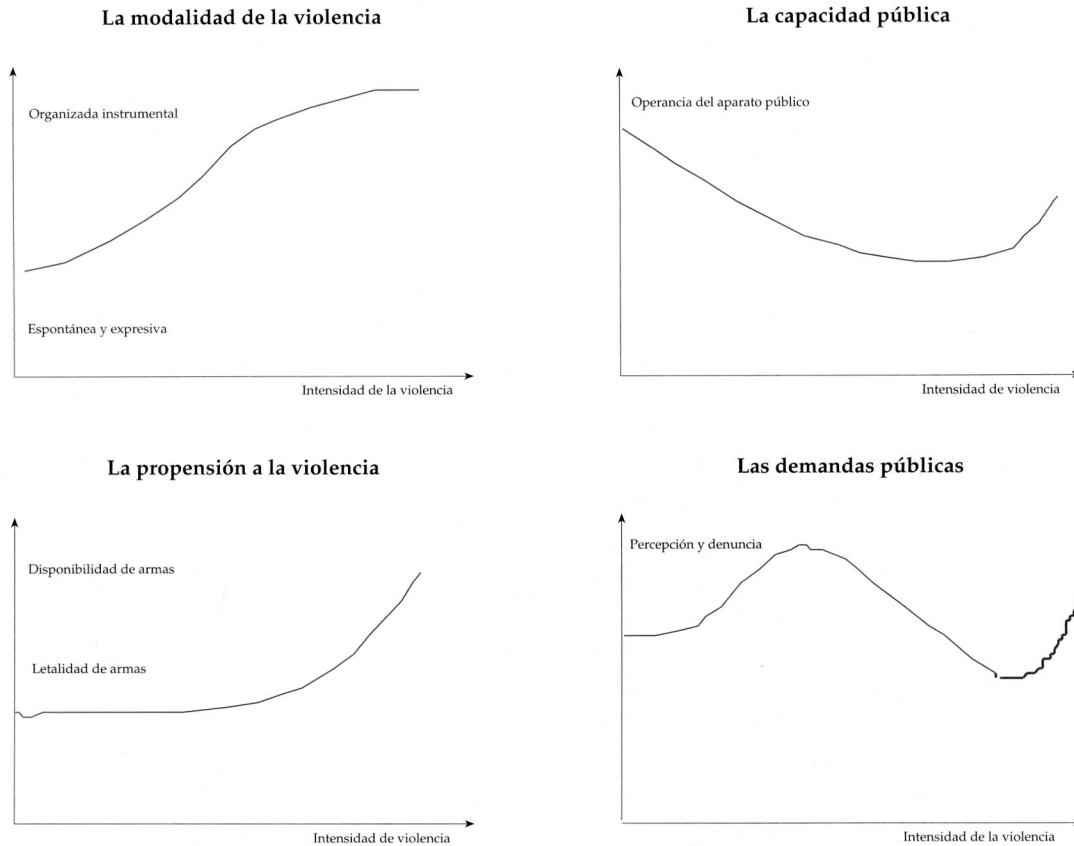 La modalidad de la violencia
Organizada instrumental
Espontánea y expresiva
Intensidad de la violencia
La capacidad pública
Operancia del aparato público
Intensidad de violencia
La propensión a la violencia
Disponibilidad de armas
Letalidad de armas
Intensidad de violencia
Las demandas públicas
Percepción y denuncia
Intensidad de la violencia